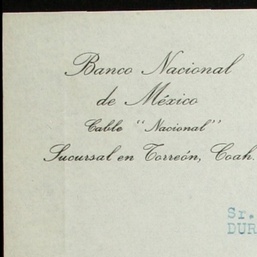 Banco Nacional
de México
Cable "Nacional"
Sucursal en Torreón, Coah.
Sr.
DUR